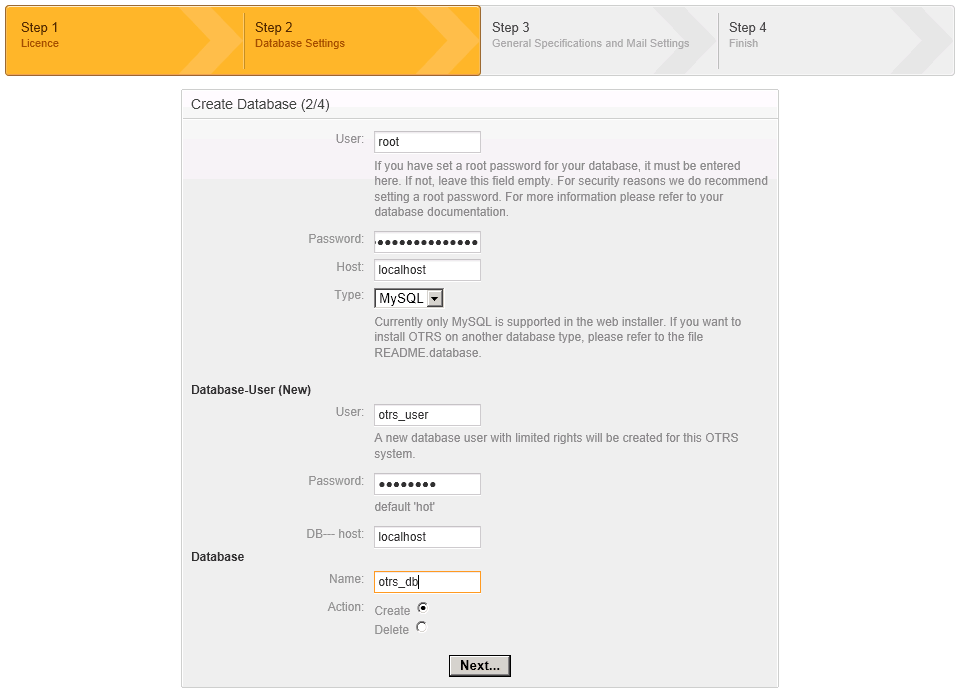 Step 1
Licence
Step 2
Database Settings
Step 3
General Specifications and Mail Settings
Step 4
Finish
Create Database (2/4)
User: root
If you have set a root password for your database, it must be entered
here. If not, leave this field empty. For security reasons we do recommend
setting a root password. For more information please refer to your
database documentation.
Password: ●●●●●●●●●●●●●●●
Host: localhost
Type: MySQL
Currently only MySQL is supported in the web installer. If you want to
install OTRS on another database type, please refer to the file
README.database.
Database-User (New)
User: otrs_user
A new database user with limited rights will be created for this OTRS
system.
Password: ●●●●●●●●
default 'hot'
DB--- host: localhost
Database
Name: otrs_db
Action: Create
Delete
Next...